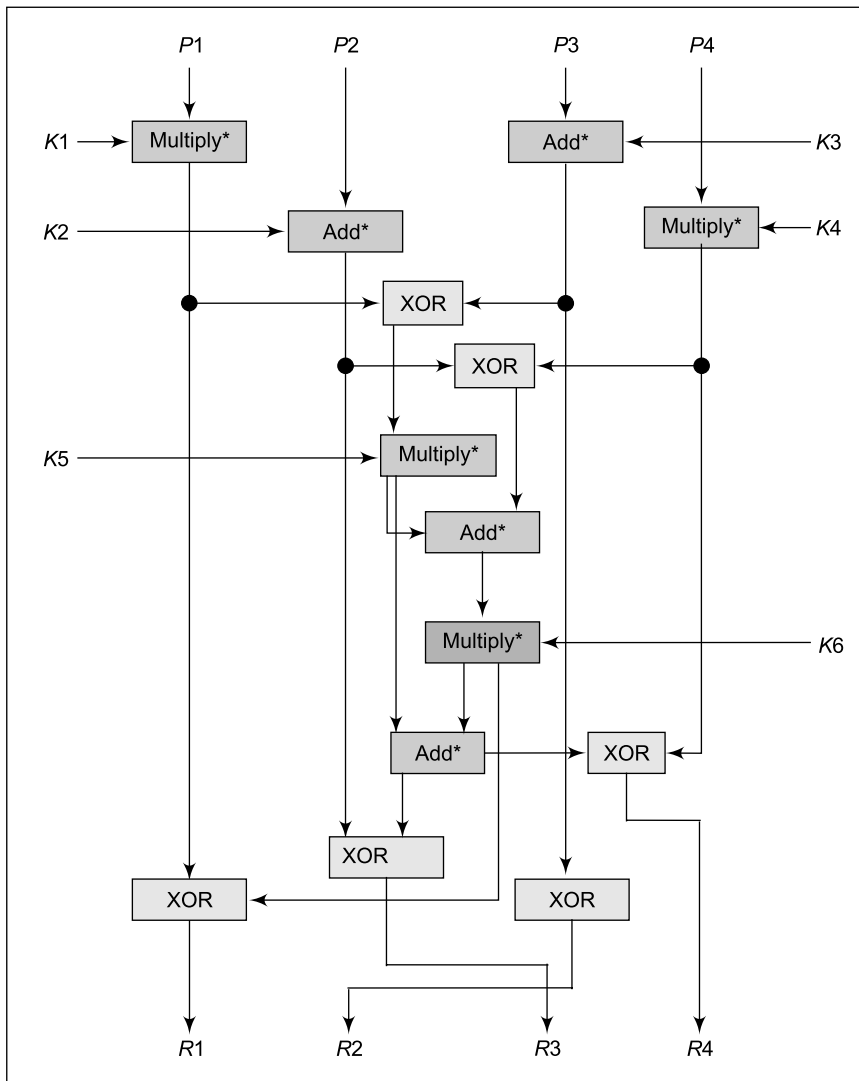 P1 P2 P3 P4
K1 Multiply* Add* K3
K2 Add* Multiply* K4
XOR
XOR
K5 Multiply*
Add*
Multiply* K6
Add* XOR
XOR
XOR XOR
R1 R2 R3 R4